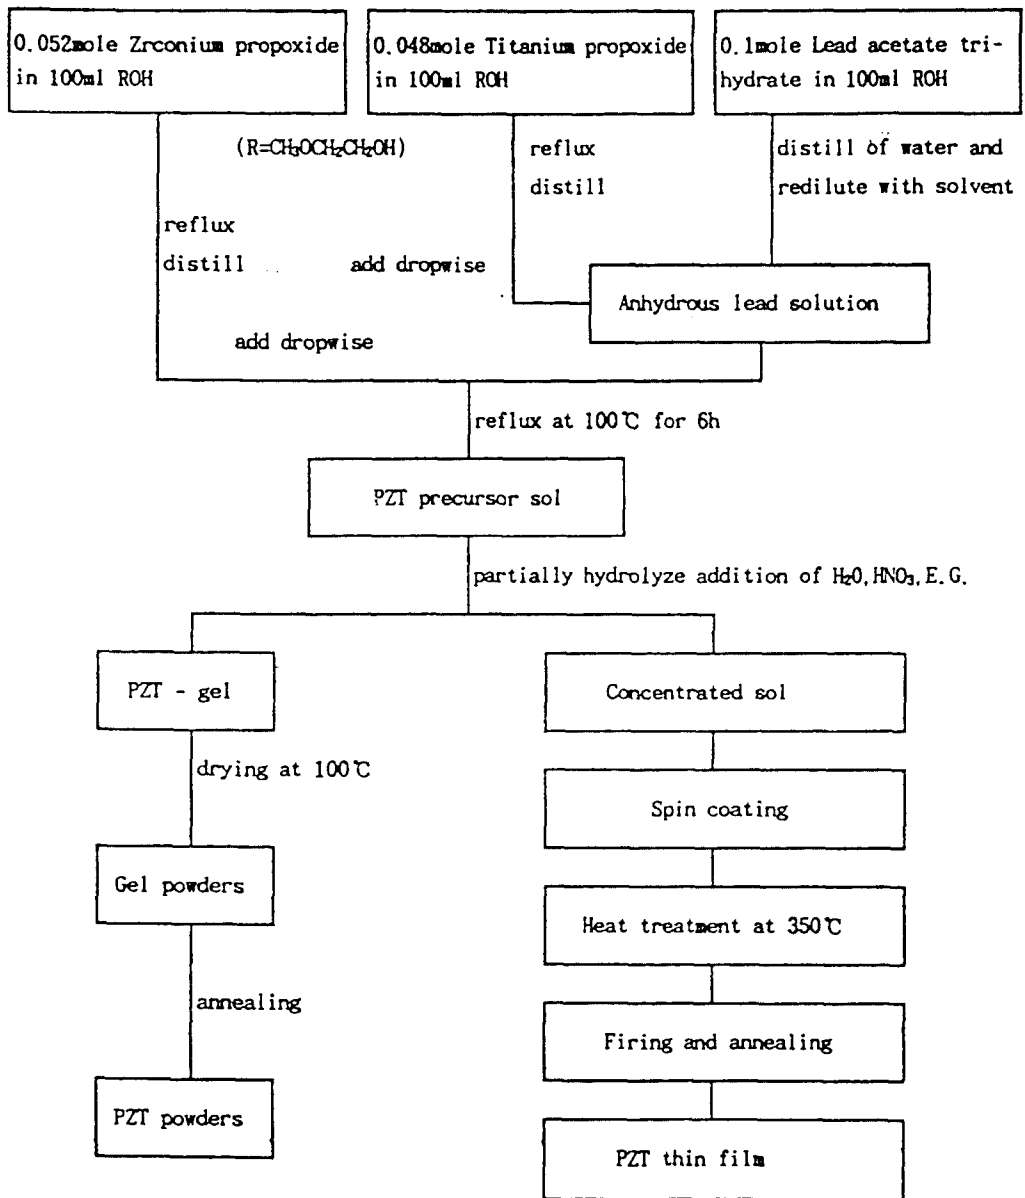 0.052mole Zrconium propoxide
in 100ml ROH
0.048mole Titanium propoxide
in 100ml ROH
0.1mole Lead acetate tri-
hydrate in 100ml ROH
(R=CH₃OCH₂CH₂OH)
reflux
distill
distill of water and
redilute with solvent
reflux
distill
add dropwise
Anhydrous lead solution
add dropwise
reflux at 100℃ for 6h
PZT precursor sol
partially hydrolyze addition of H₂O,HNO₃,E.G.
PZT - gel
drying at 100℃
Gel powders
annealing
PZT powders
Concentrated sol
Spin coating
Heat treatment at 350℃
Firing and annealing
PZT thin film